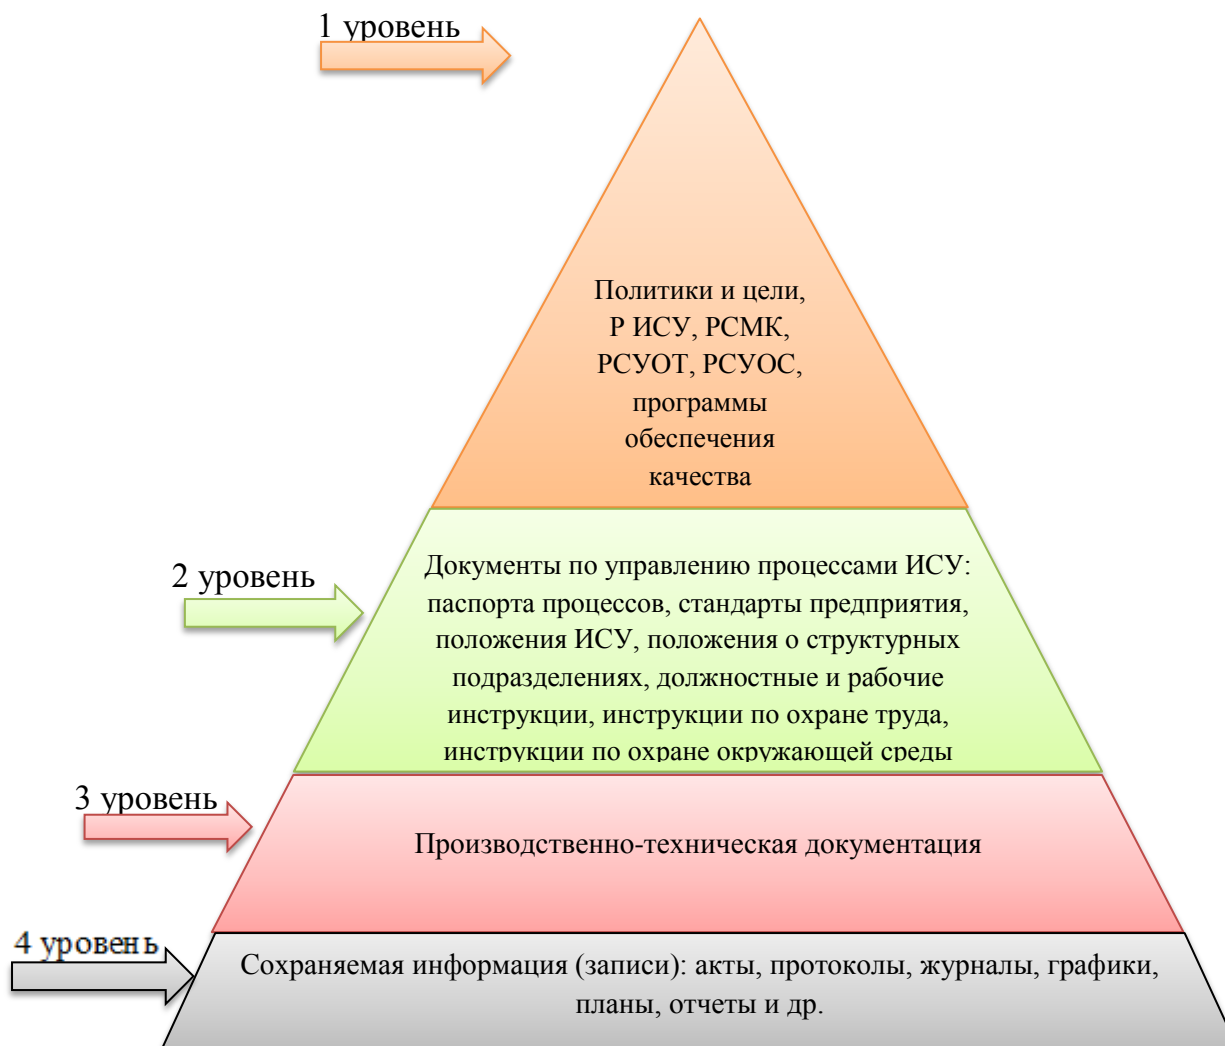 1 уровень
Политики и цели,
Р ИСУ, РСМК,
РСУОТ, РСУОС,
программы
обеспечения
качества
2 уровень
Документы по управлению процессами ИСУ:
паспорта процессов, стандарты предприятия,
положения ИСУ, положения о структурных
подразделениях, должностные и рабочие
инструкции, инструкции по охране труда,
инструкции по охране окружающей среды
3 уровень
Производственно-техническая документация
4 уровень
Сохраняемая информация (записи): акты, протоколы, журналы, графики,
планы, отчеты и др.